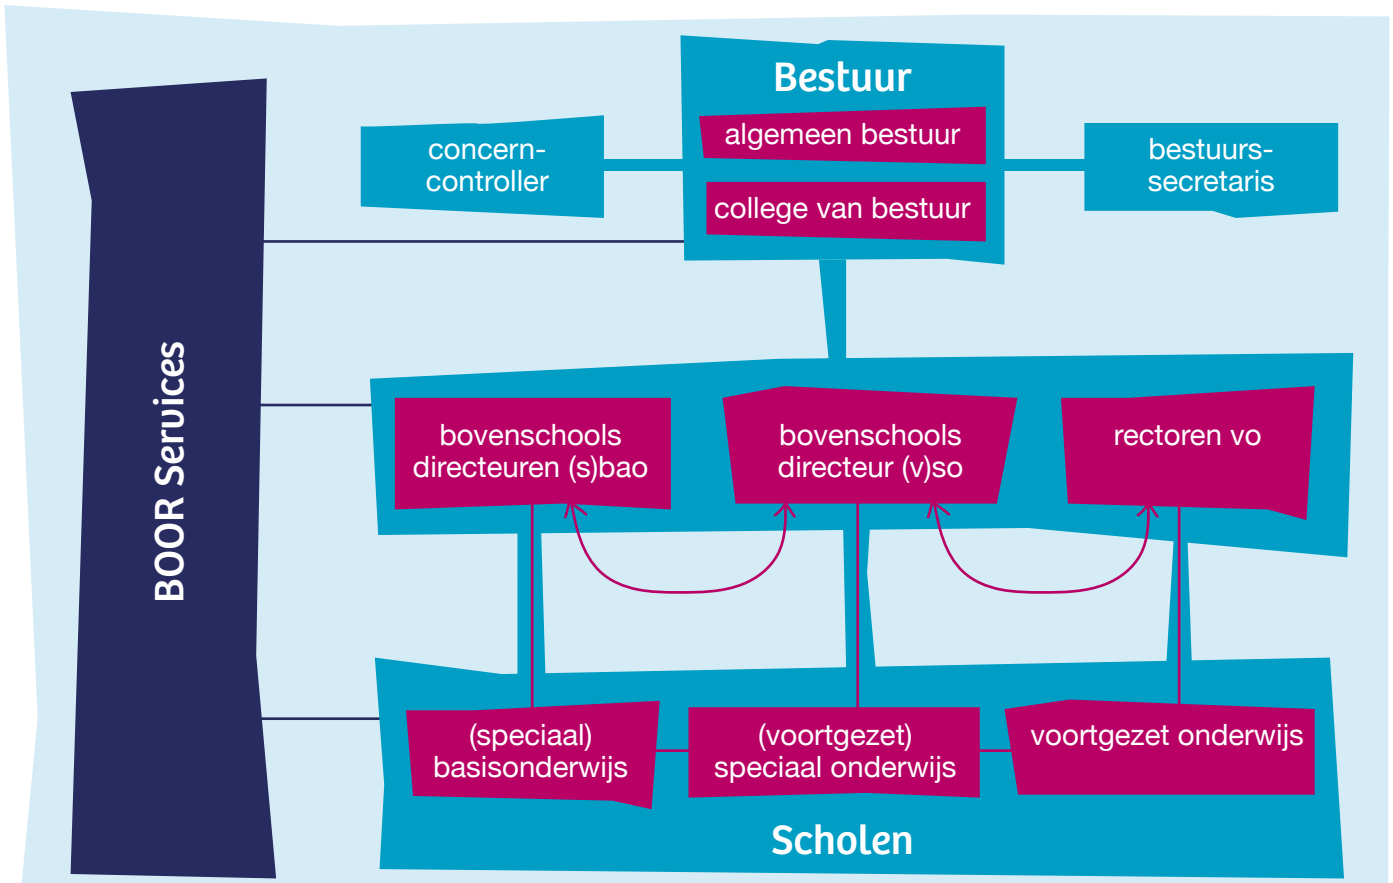 Bestuur
algemeen bestuur
college van bestuur
concern-
controller
bestuurs-
secretaris
BOOR Services
bovenschools
directeuren (s)bao
bovenschools
directeur (v)so
rectoren vo
(speciaal)
basisonderwijs
(voortgezet)
speciaal onderwijs
voortgezet onderwijs
Scholen